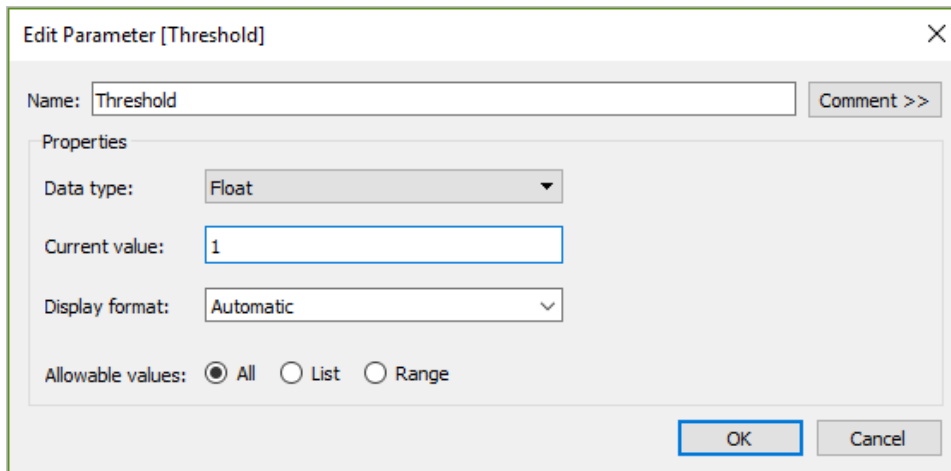 Edit Parameter [Threshold]
Name: Threshold Comment >>
Properties
Data type: Float
Current value: 1
Display format: Automatic
Allowable values: All List Range
OK Cancel